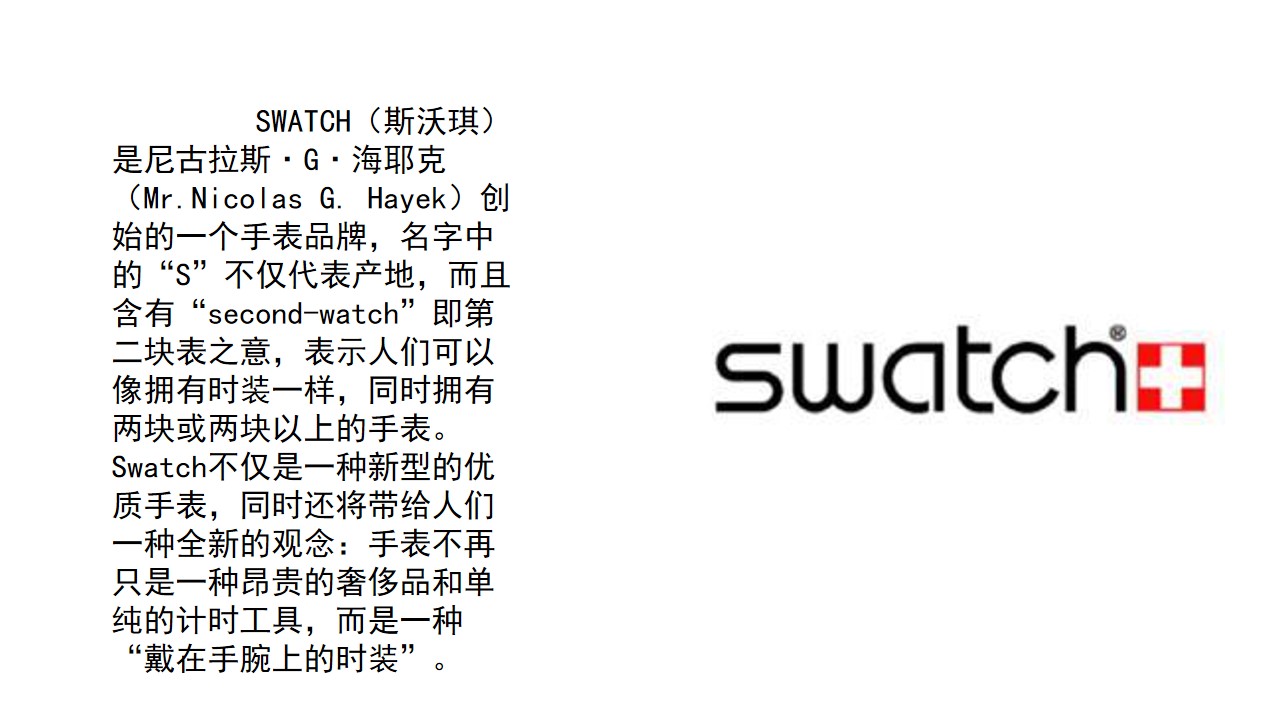 SWATCH（斯沃琪）
是尼古拉斯·G·海耶克
（Mr.Nicolas G. Hayek）创
始的一个手表品牌，名字中
的“S”不仅代表产地，而且
含有“second-watch”即第
二块表之意，表示人们可以
像拥有时装一样，同时拥有
两块或两块以上的手表。
Swatch不仅是一种新型的优
质手表，同时还将带给人们
一种全新的观念：手表不再
只是一种昂贵的奢侈品和单
纯的计时工具，而是一种
“戴在手腕上的时装”。
swatch®